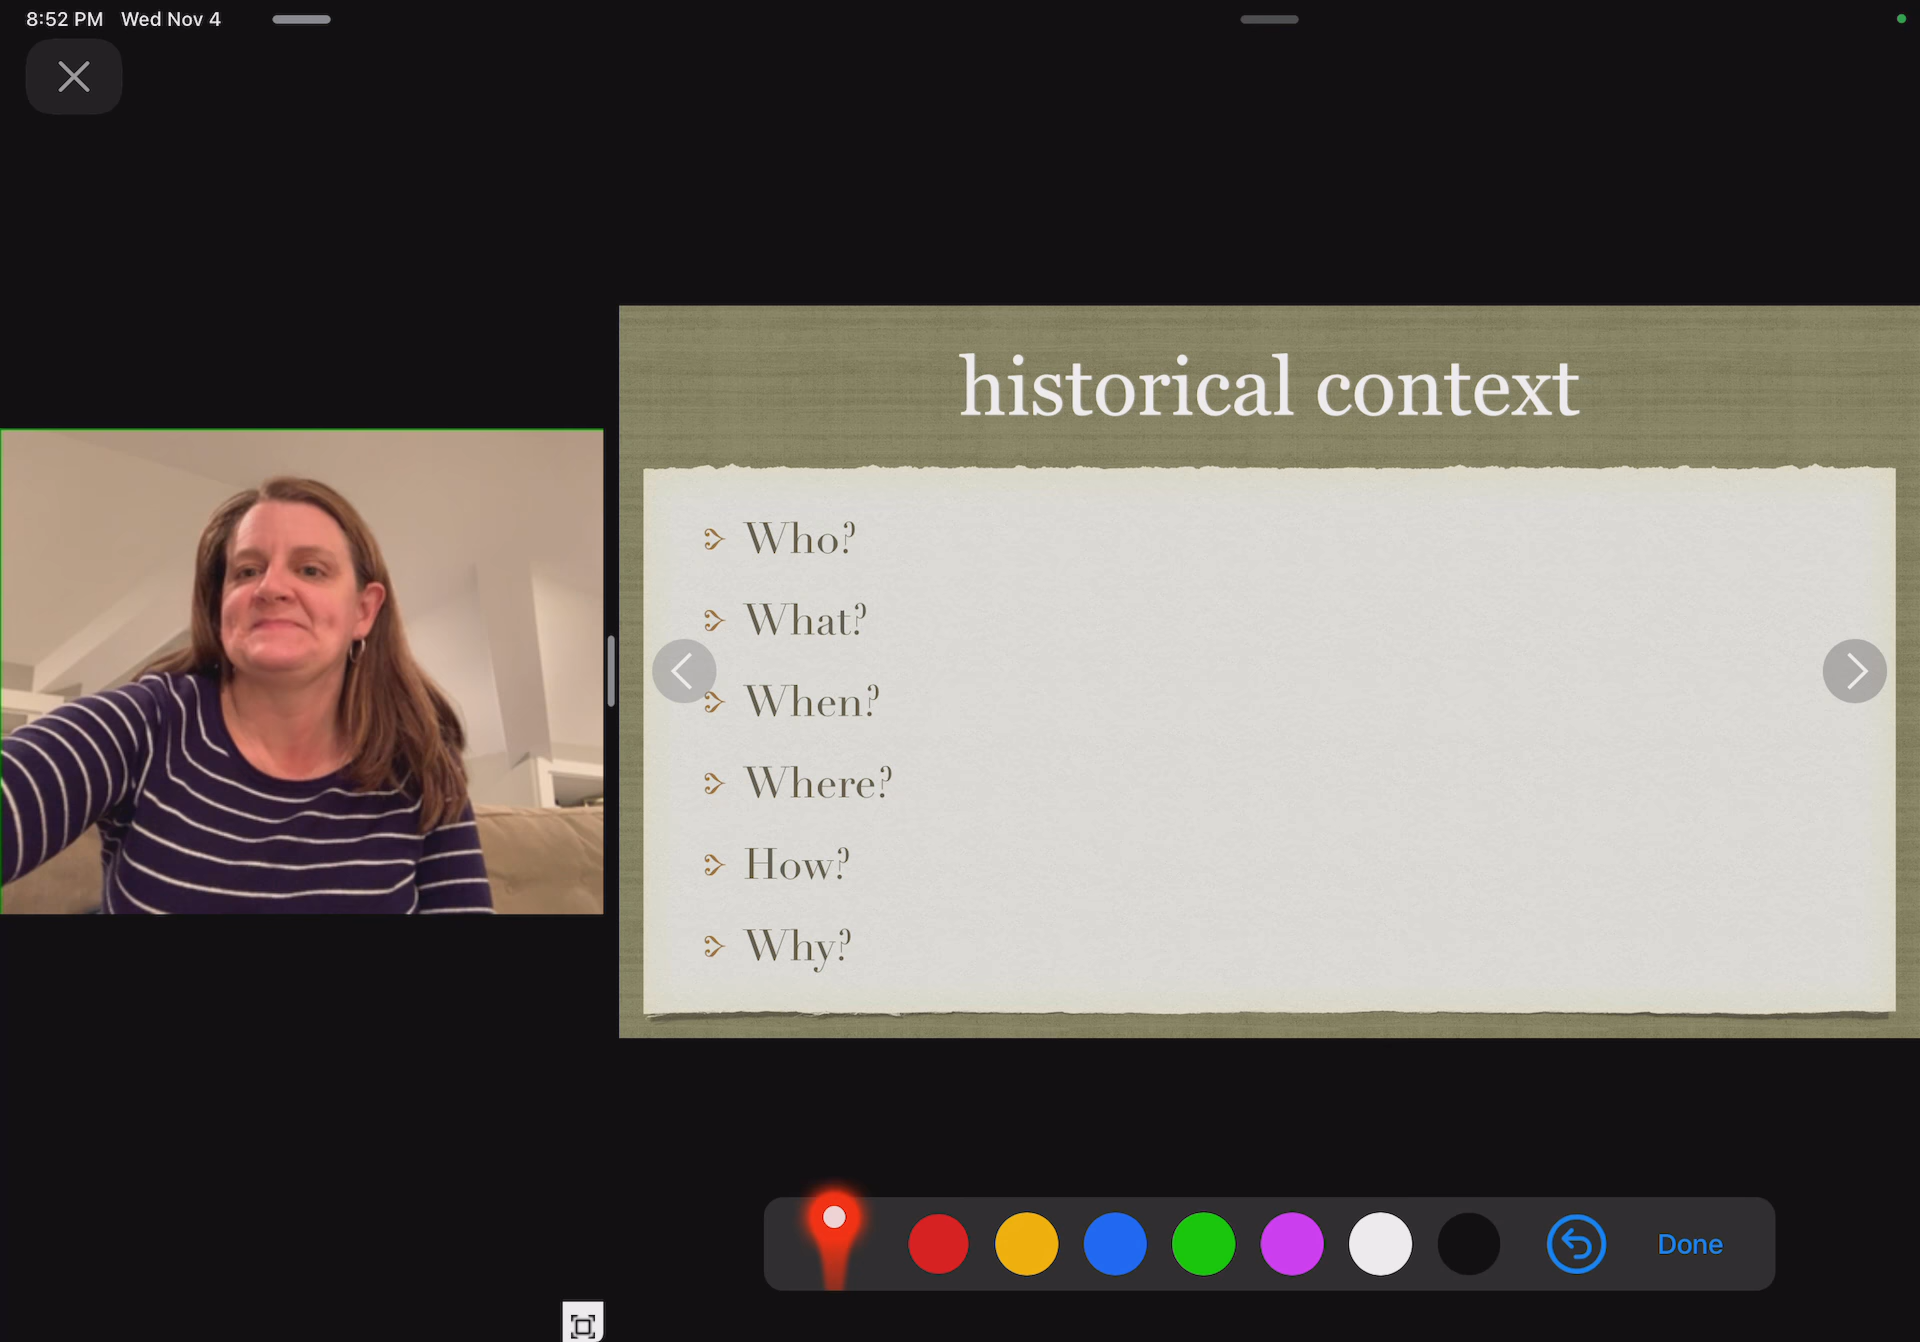 8:52 PM Wed Nov 4
historical context
Who?
What?
When?
Where?
How?
Why?
Done